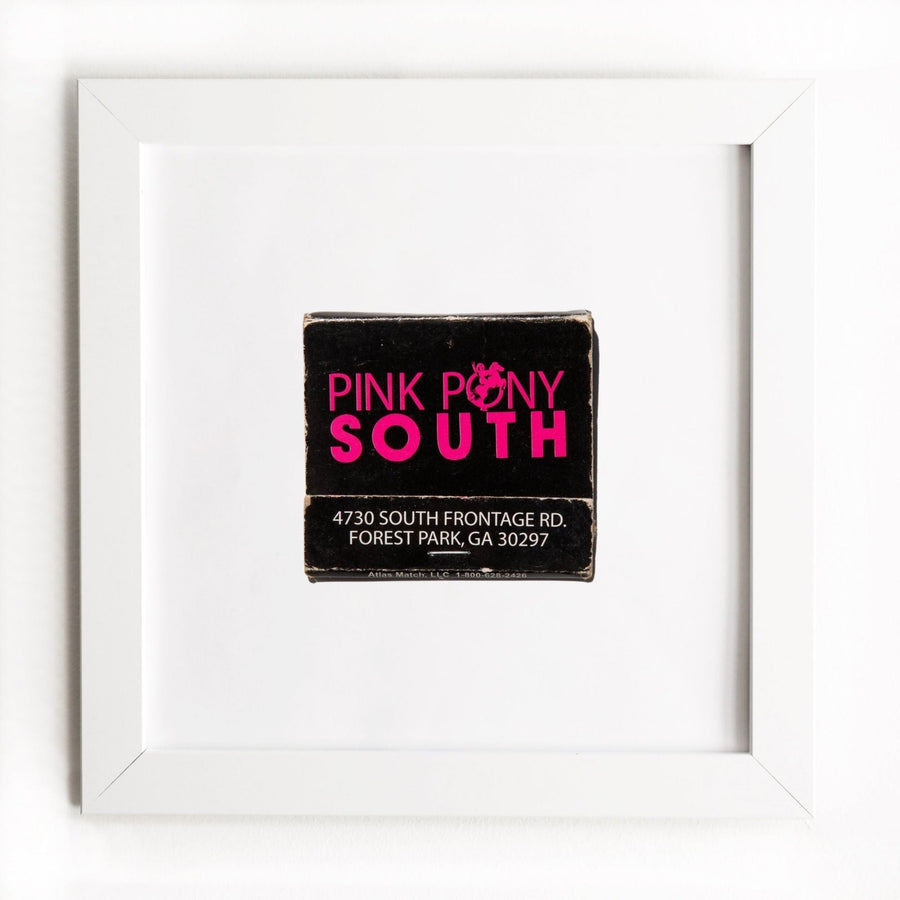 PINK PONY
SOUTH
4730 SOUTH FRONTAGE RD.
FOREST PARK, GA 30297
Atlas Match, LLC 1-800-628-2426